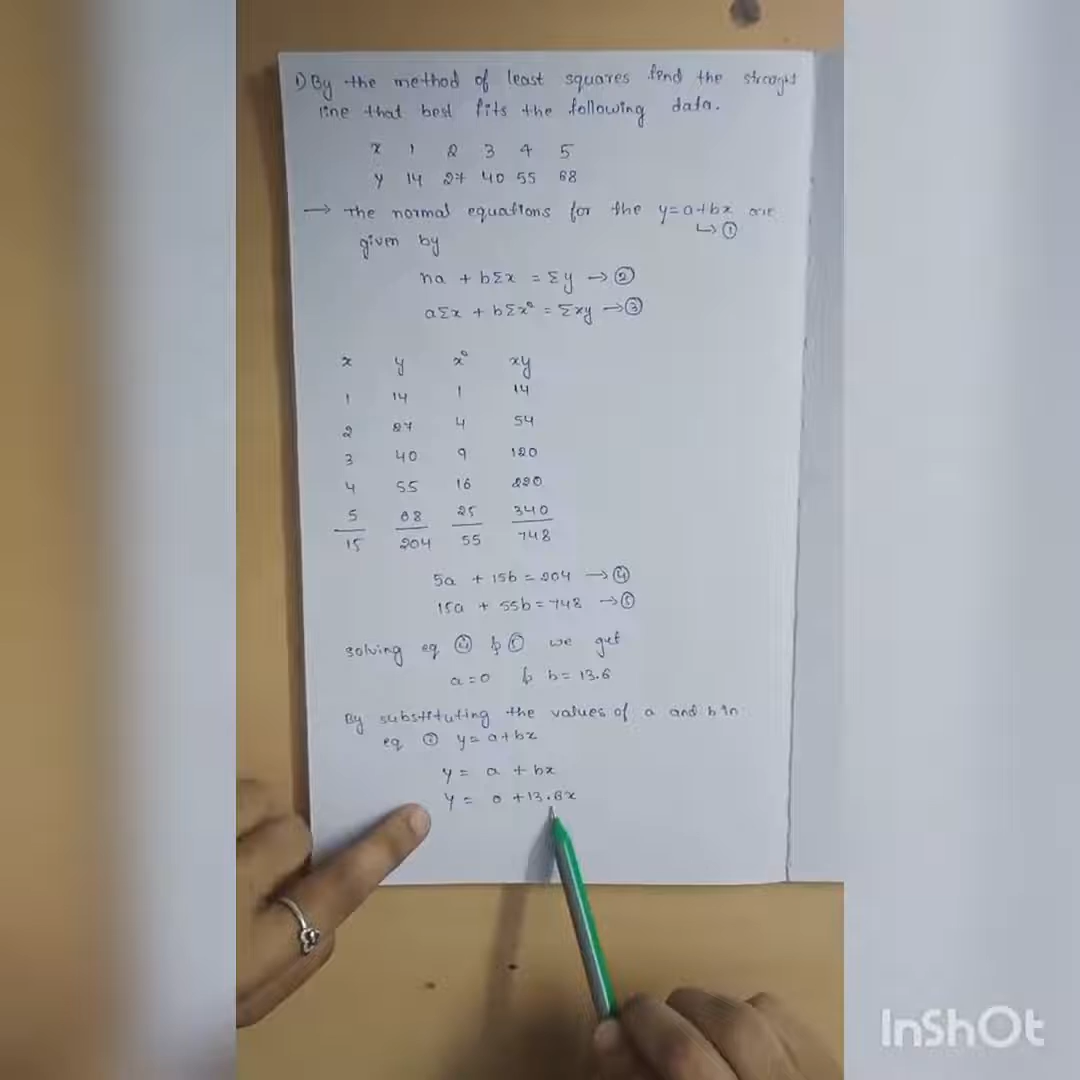 1) By the method of least squares find the straight
line that best fits the following data.
x 1 2 3 4 5
y 14 27 40 55 68
→ The normal equations for the y=a+bx are
↳ ①
given by
na + bΣx = Σy → ②
aΣx + bΣx² = Σxy → ③
x y x² xy
1 14 1 14
2 27 4 54
3 40 9 120
4 55 16 220
5 68 25 340
15 204 55 748
5a + 15b = 204 → ④
15a + 55b = 748 → ⑤
solving eq ④ & ⑤ we get
a=0 & b= 13.6
By substituting the values of a and b in
eq ① y= a+bx
y = a + bx
y = 0 +13.6x
InShOt